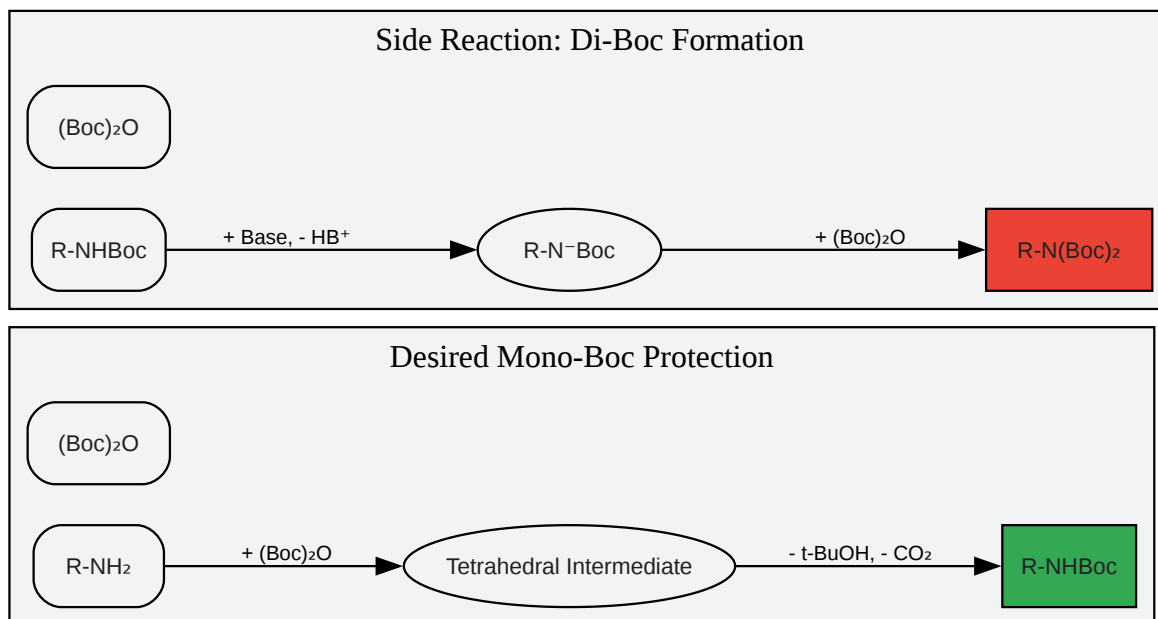 Side Reaction: Di-Boc Formation
(Boc)₂O
R-NHBoc
+ Base, - HB⁺
R-N⁻Boc
+ (Boc)₂O
R-N(Boc)₂
Desired Mono-Boc Protection
(Boc)₂O
R-NH₂
+ (Boc)₂O
Tetrahedral Intermediate
- t-BuOH, - CO₂
R-NHBoc